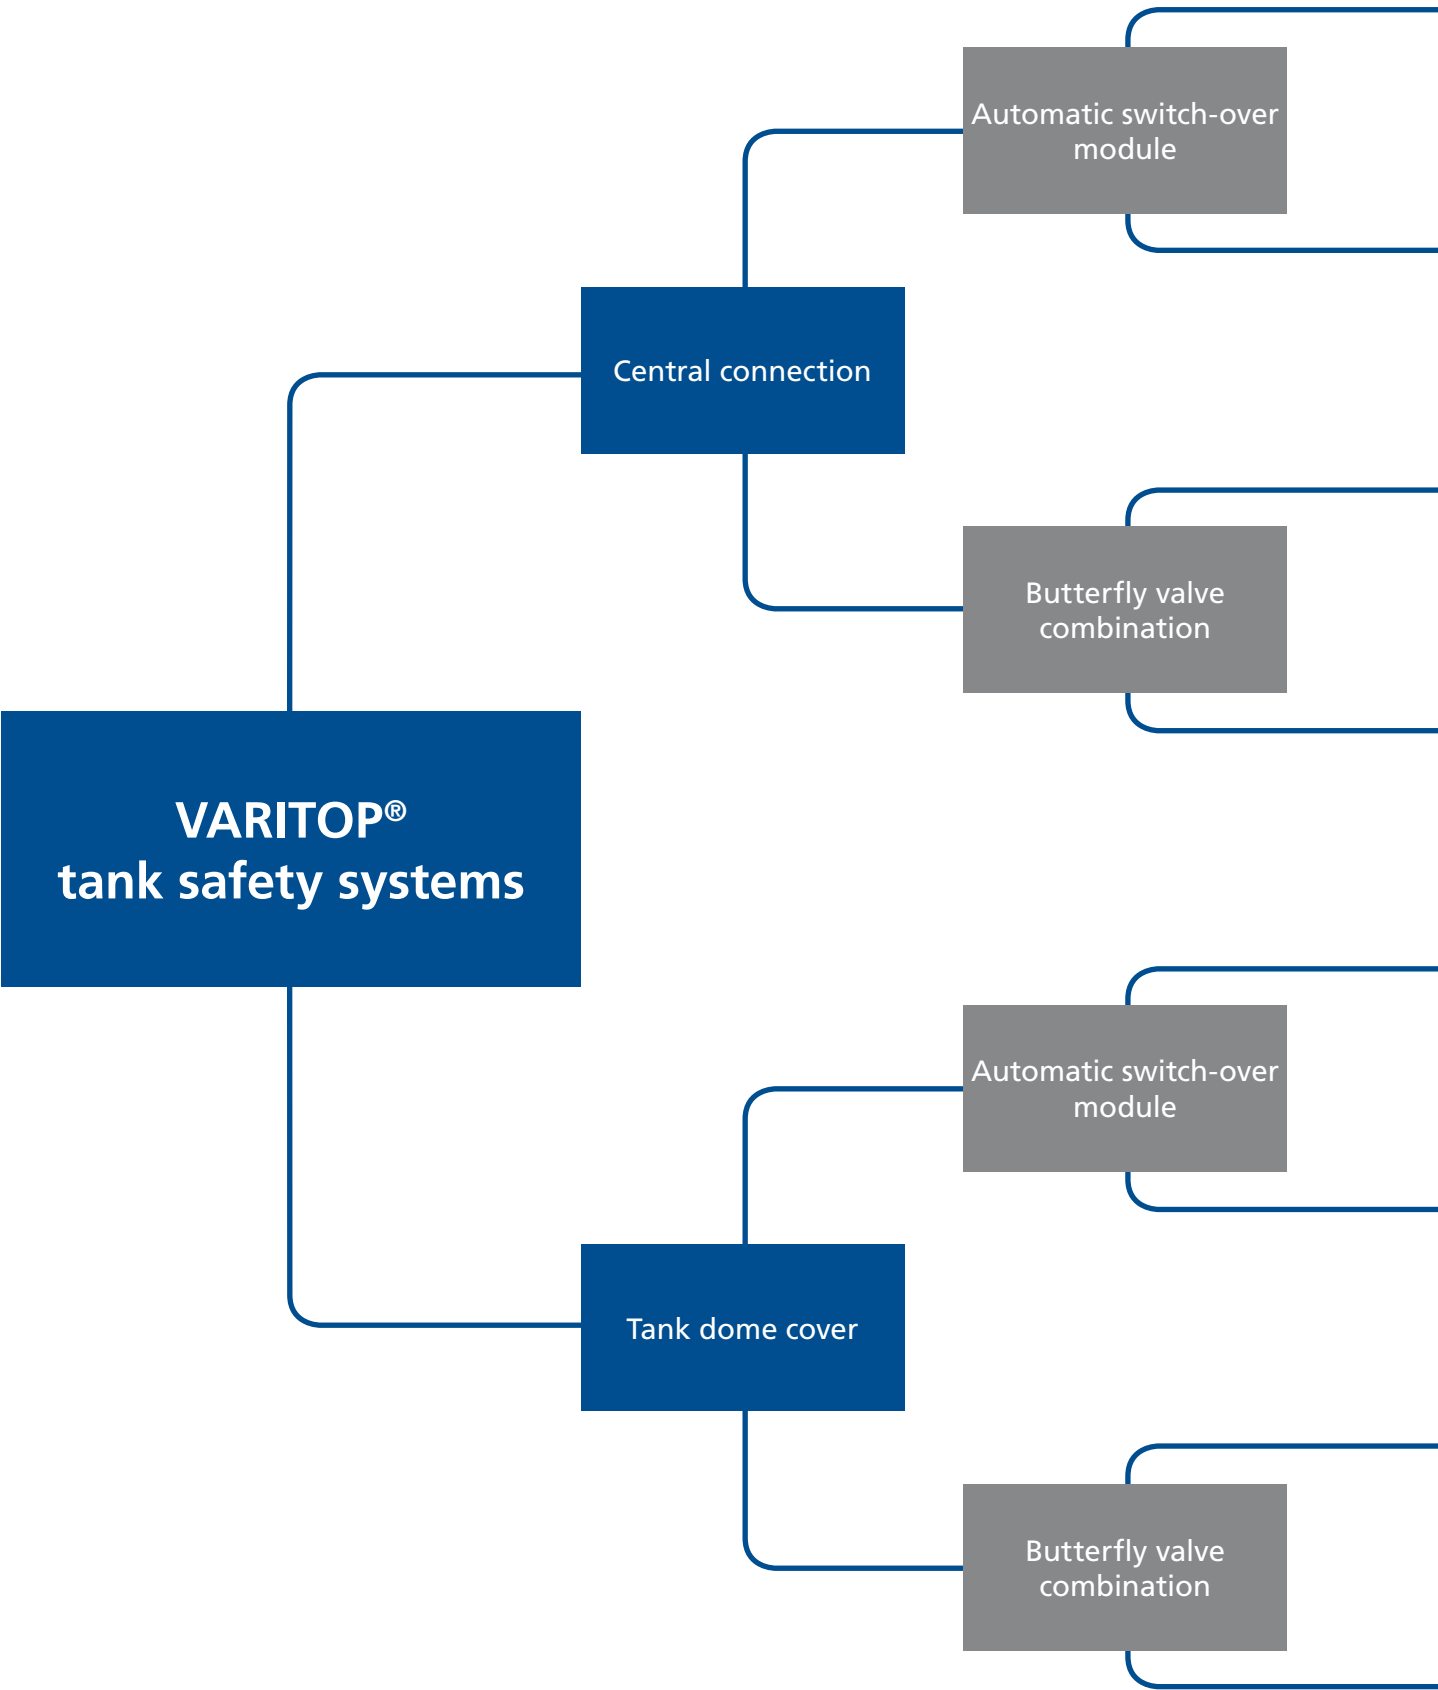 Automatic switch-over
module
Central connection
Butterfly valve
combination
VARITOP®
tank safety systems
Automatic switch-over
module
Tank dome cover
Butterfly valve
combination